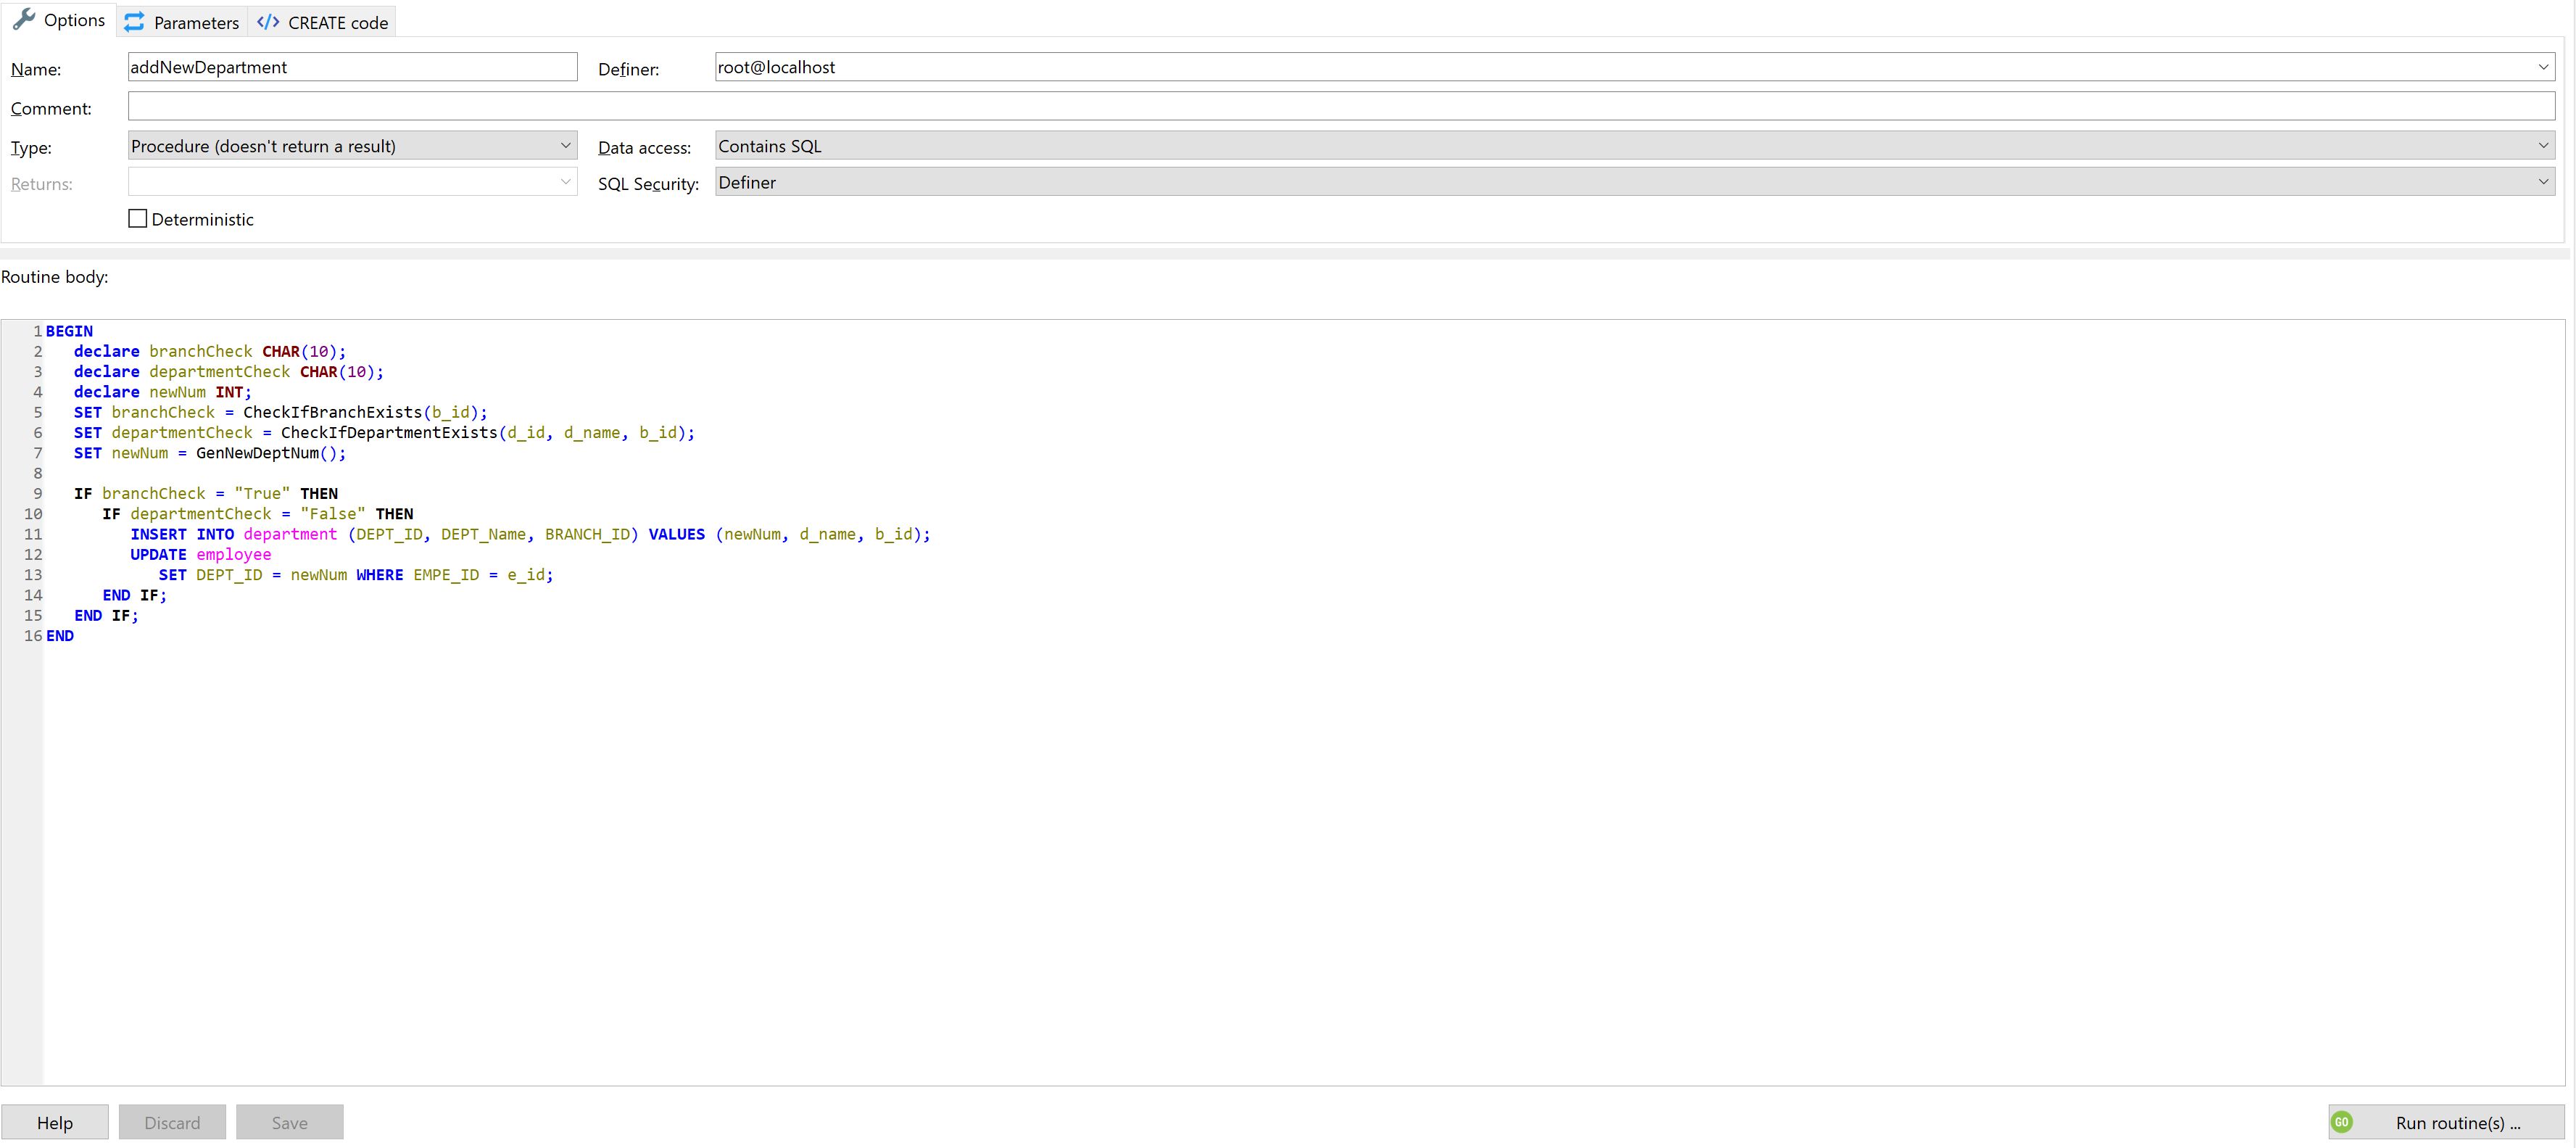 Options Parameters CREATE code
Name: addNewDepartment Definer: root@localhost
Comment:
Type: Procedure (doesn't return a result) Data access: Contains SQL
Returns: SQL Security: Definer
Deterministic
Routine body:
1 BEGIN
2 declare branchCheck CHAR(10);
3 declare departmentCheck CHAR(10);
4 declare newNum INT;
5 SET branchCheck = CheckIfBranchExists(b_id);
6 SET departmentCheck = CheckIfDepartmentExists(d_id, d_name, b_id);
7 SET newNum = GenNewDeptNum();
8
9 IF branchCheck = "True" THEN
10 IF departmentCheck = "False" THEN
11 INSERT INTO department (DEPT_ID, DEPT_Name, BRANCH_ID) VALUES (newNum, d_name, b_id);
12 UPDATE employee
13 SET DEPT_ID = newNum WHERE EMPE_ID = e_id;
14 END IF;
15 END IF;
16 END
Help Discard Save GO Run routine(s) ...